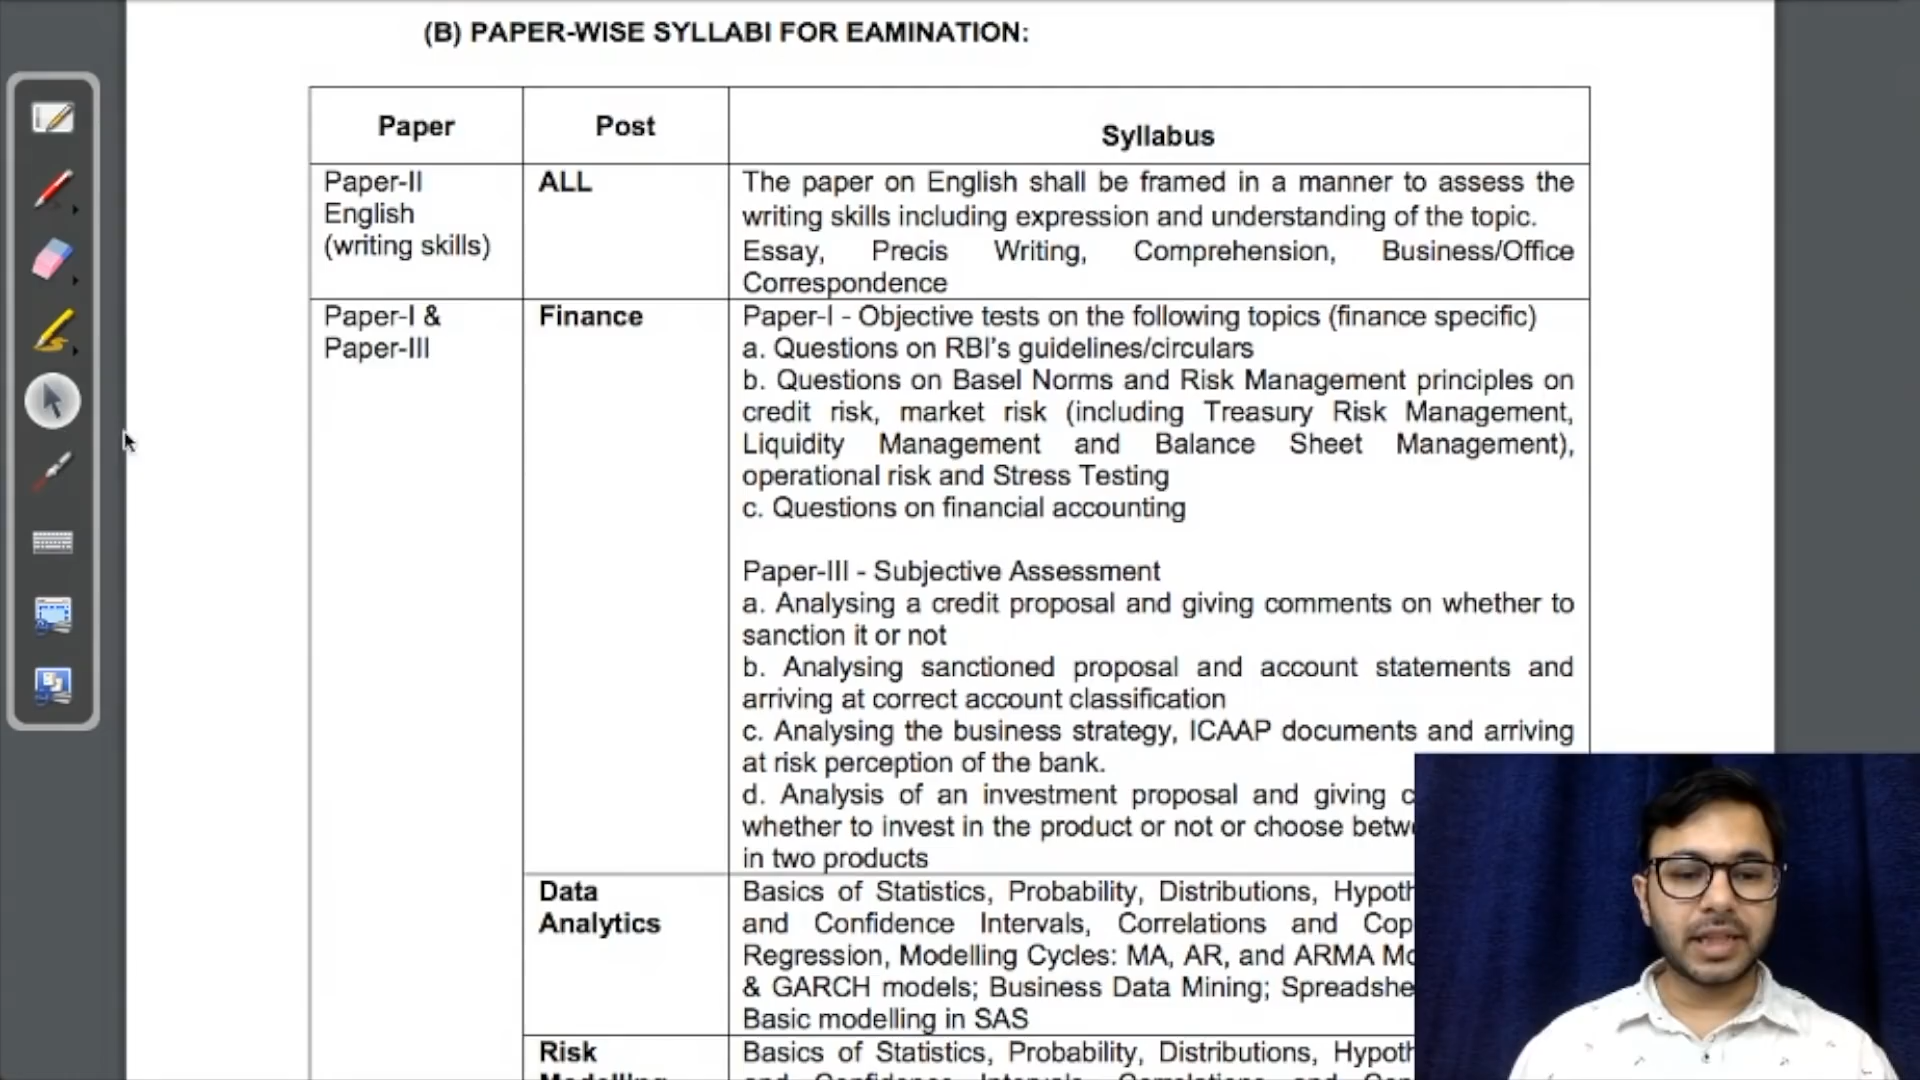 (B) PAPER-WISE SYLLABI FOR EAMINATION:
Paper
Post
Syllabus
Paper-II
English
(writing skills)
ALL
The paper on English shall be framed in a manner to assess the
writing skills including expression and understanding of the topic.
Essay, Precis Writing, Comprehension, Business/Office
Correspondence
Paper-I &
Paper-III
Finance
Paper-I - Objective tests on the following topics (finance specific)
a. Questions on RBI's guidelines/circulars
b. Questions on Basel Norms and Risk Management principles on
credit risk, market risk (including Treasury Risk Management,
Liquidity Management and Balance Sheet Management),
operational risk and Stress Testing
c. Questions on financial accounting
Paper-III - Subjective Assessment
a. Analysing a credit proposal and giving comments on whether to
sanction it or not
b. Analysing sanctioned proposal and account statements and
arriving at correct account classification
c. Analysing the business strategy, ICAAP documents and arriving
at risk perception of the bank.
d. Analysis of an investment proposal and giving
whether to invest in the product or not or choose
in two products
Data
Analytics
Basics of Statistics, Probability, Distributions,
and Confidence Intervals, Correlations and
Regression, Modelling Cycles: MA, AR, and ARMA
& GARCH models; Business Data Mining;
Basic modelling in SAS
Risk
Basics of Statistics, Probability, Distributions,